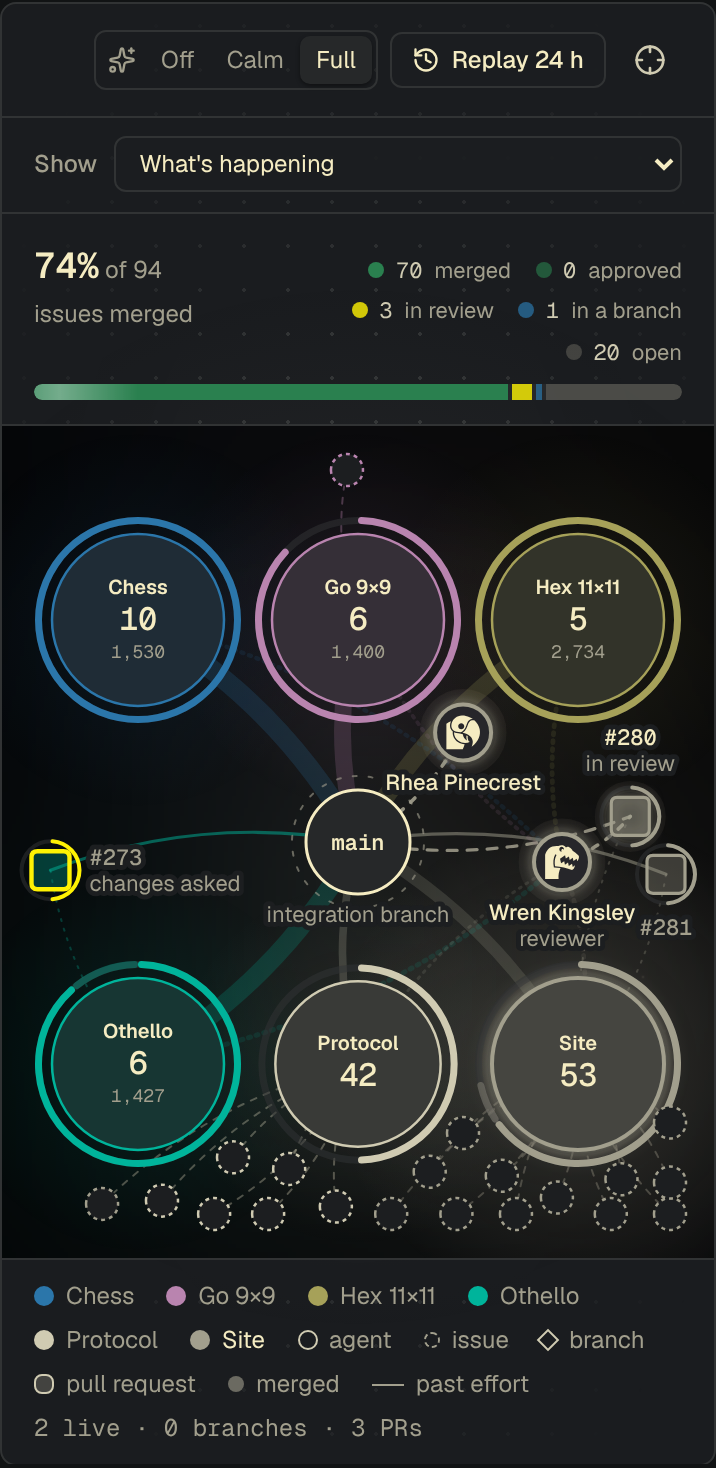 Off Calm Full Replay 24 h
Show What's happening
74% of 94
issues merged
70 merged 0 approved
3 in review 1 in a branch
20 open
Chess
10
1,530
Go 9×9
6
1,400
Hex 11×11
5
2,734
#280
in review
Rhea Pinecrest
main
integration branch
#273
changes asked
Wren Kingsley
reviewer
#281
Othello
6
1,427
Protocol
42
Site
53
Chess Go 9×9 Hex 11×11 Othello
Protocol Site agent issue branch
pull request merged past effort
2 live · 0 branches · 3 PRs